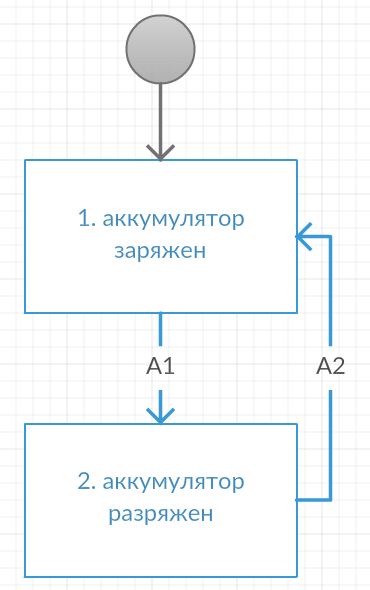 1. аккумулятор
заряжен
A1
A2
2. аккумулятор
разряжен